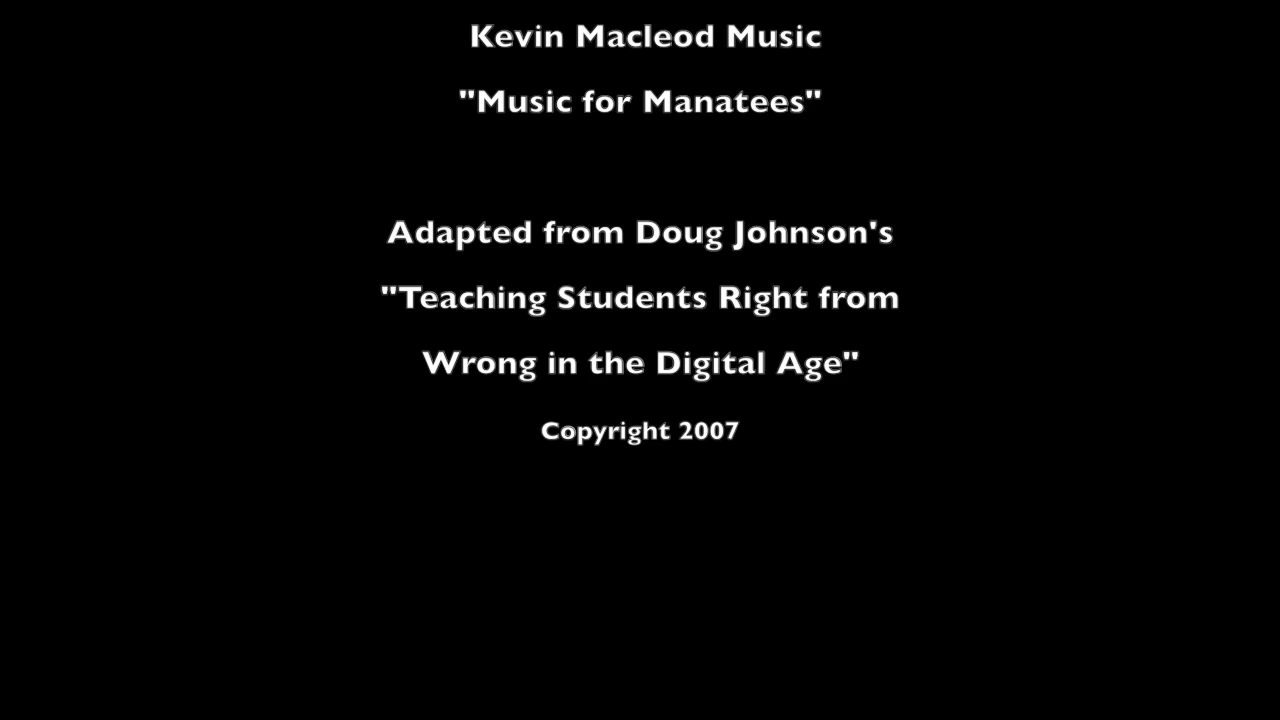 Kevin Macleod Music
"Music for Manatees"
Adapted from Doug Johnson's
"Teaching Students Right from
Wrong in the Digital Age"
Copyright 2007